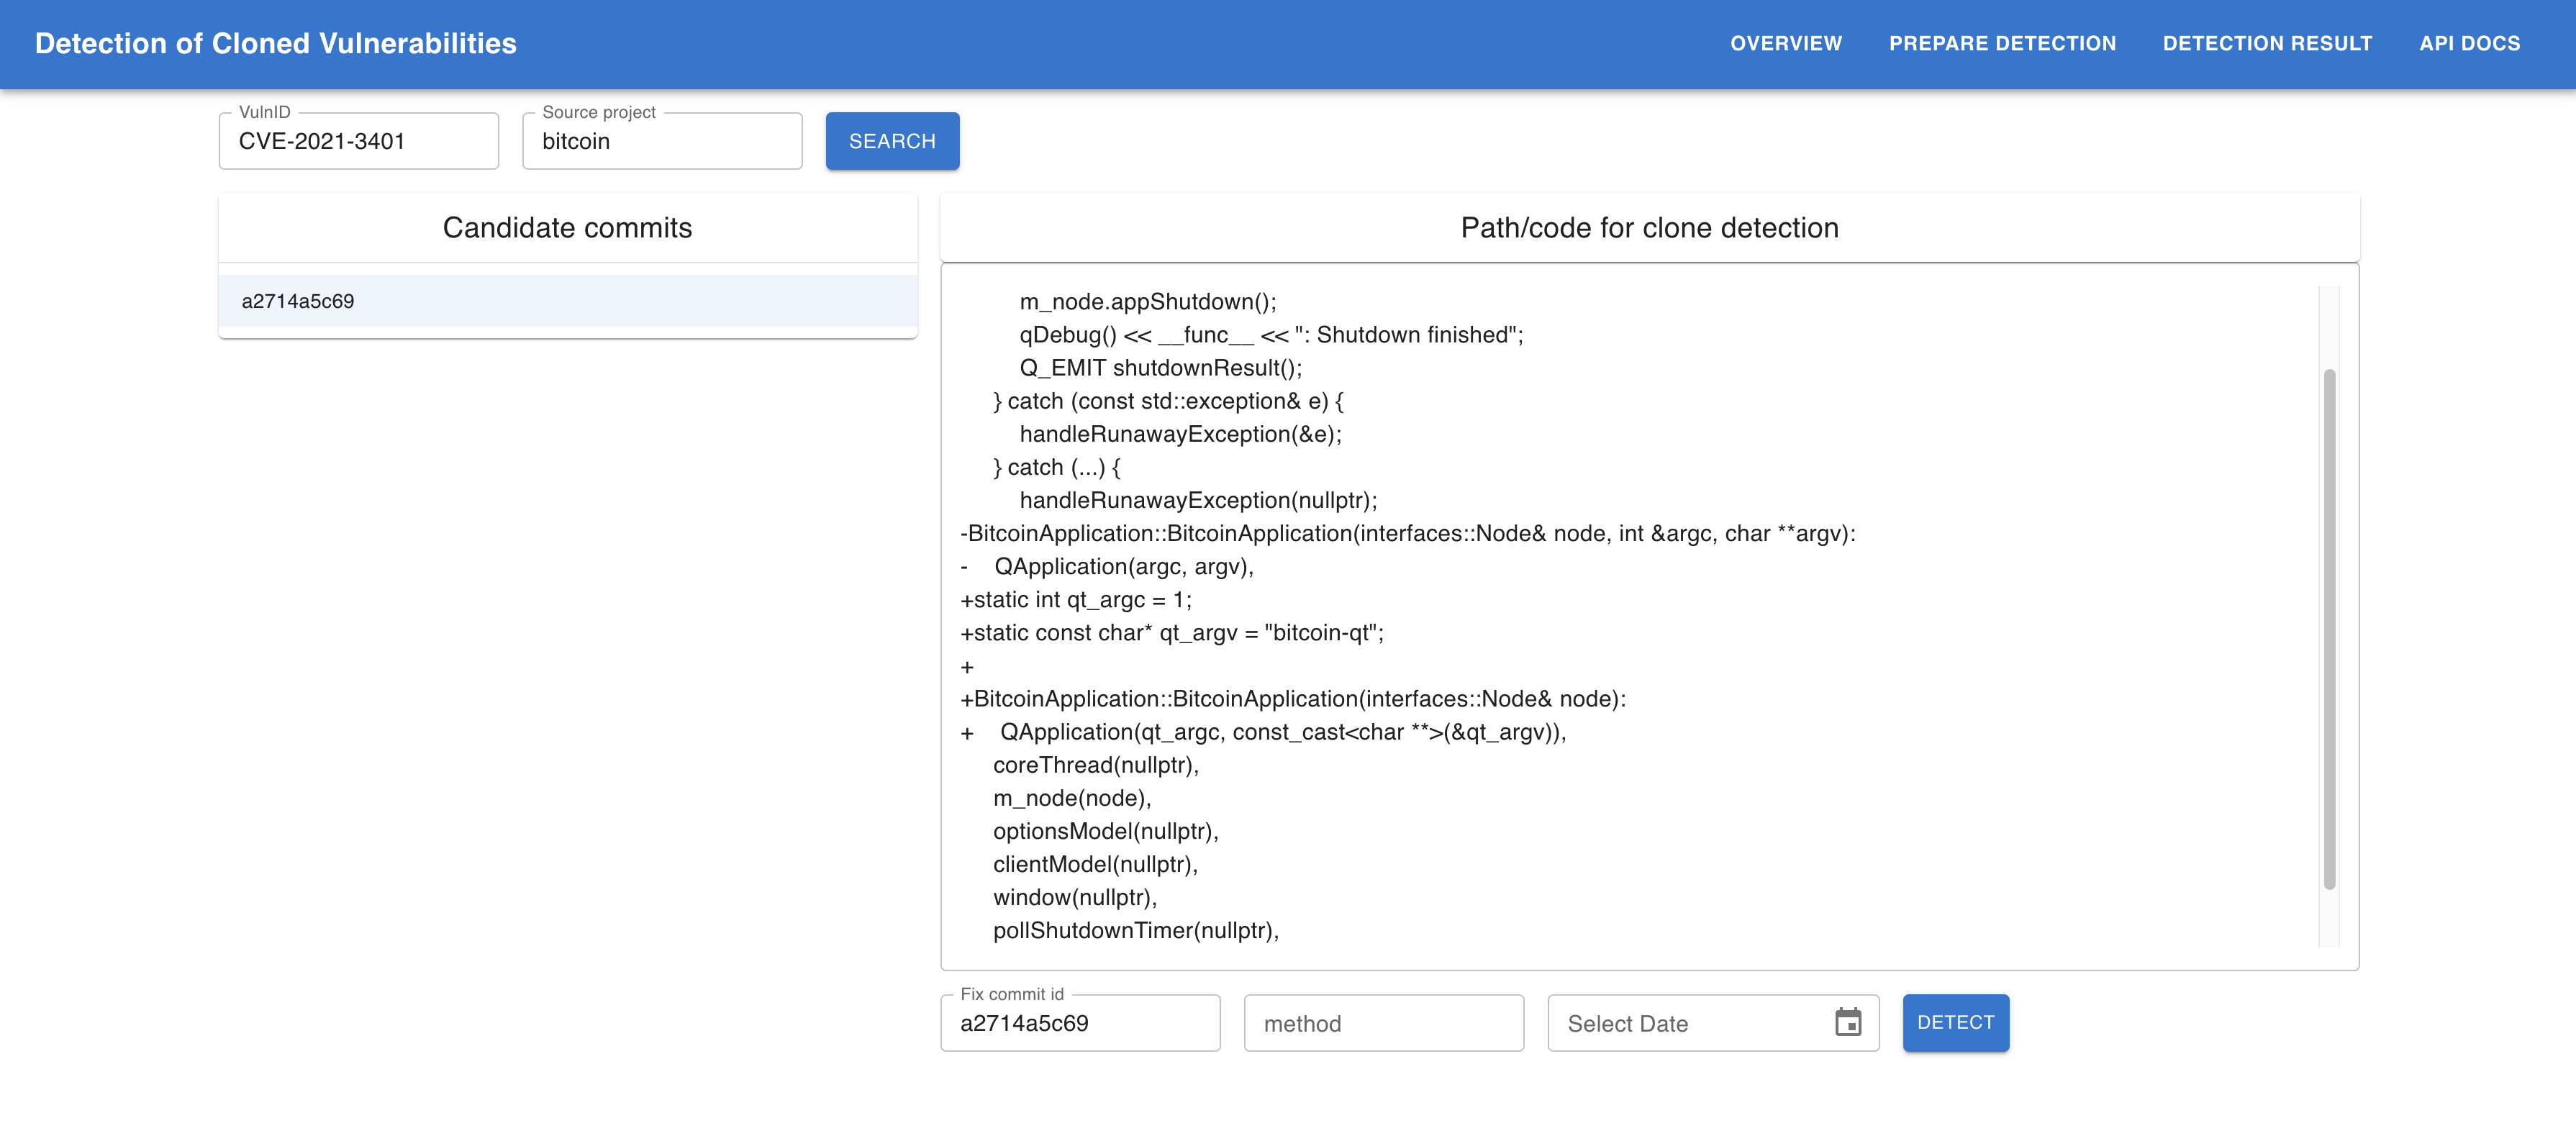 Detection of Cloned Vulnerabilities OVERVIEW PREPARE DETECTION DETECTION RESULT API DOCS
VulnID Source project
CVE-2021-3401 bitcoin SEARCH
Candidate commits
a2714a5c69
Path/code for clone detection
m_node.appShutdown();
qDebug() << __func__ << ": Shutdown finished";
Q_EMIT shutdownResult();
} catch (const std::exception& e) {
handleRunawayException(&e);
} catch (...) {
handleRunawayException(nullptr);
-BitcoinApplication::BitcoinApplication(interfaces::Node& node, int &argc, char **argv):
- QApplication(argc, argv),
+static int qt_argc = 1;
+static const char* qt_argv = "bitcoin-qt";
+
+BitcoinApplication::BitcoinApplication(interfaces::Node& node):
+ QApplication(qt_argc, const_cast<char **>(&qt_argv)),
coreThread(nullptr),
m_node(node),
optionsModel(nullptr),
clientModel(nullptr),
window(nullptr),
pollShutdownTimer(nullptr),
Fix commit id
a2714a5c69 method Select Date DETECT